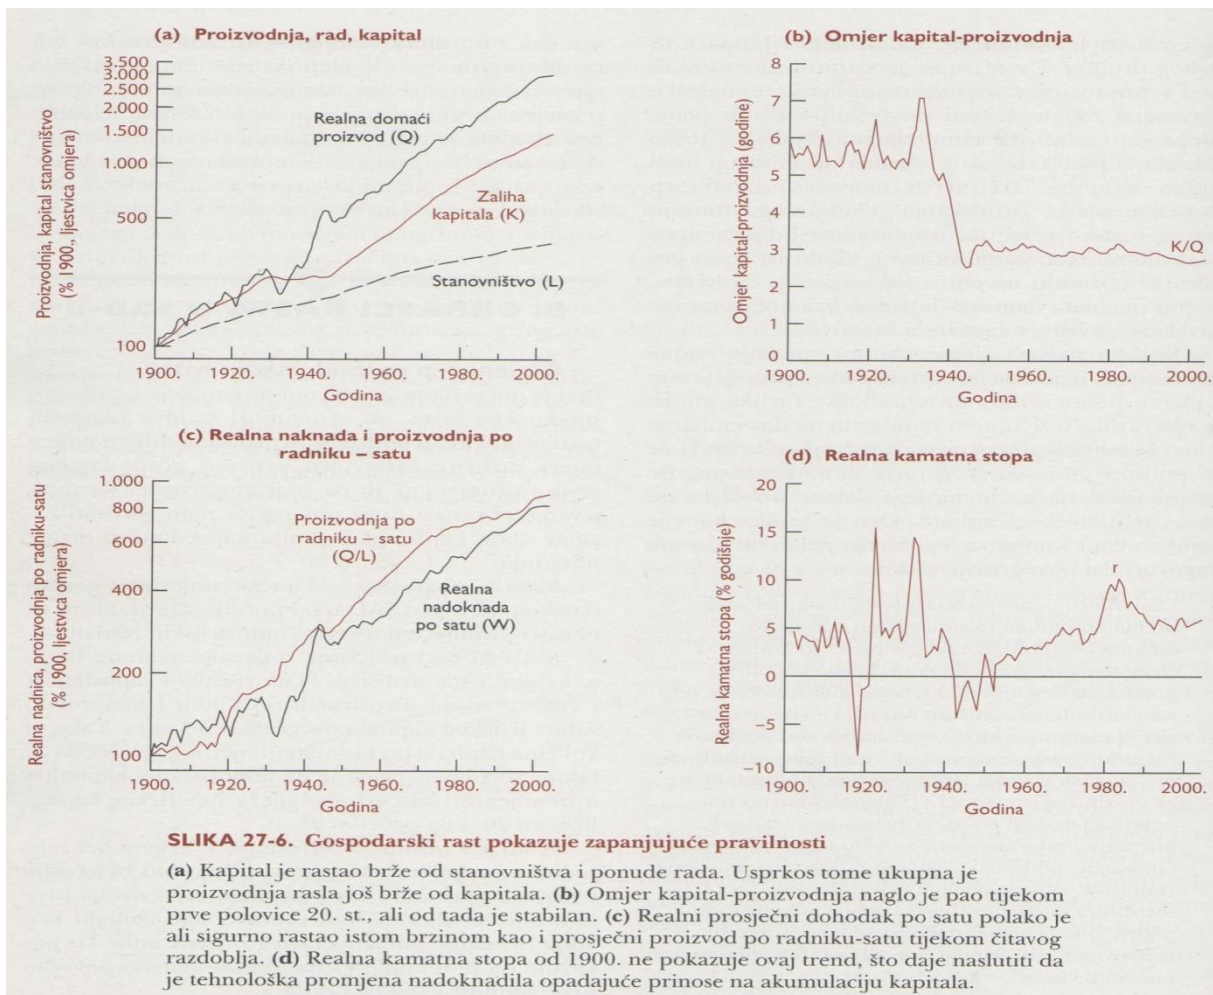 (a) Proizvodnja, rad, kapital
Proizvodnja, kapital stanovništvo
(% 1900., ljestvica omjera)
3.500
3.000
2.500
2.000
1.500
1.000
500
100
Realna domaći
proizvod (Q)
Zaliha
kapitala (K)
Stanovništvo (L)
1900.
1920.
1940.
1960.
1980.
2000.
Godina
(b) Omjer kapital-proizvodnja
Omjer kapital-proizvodnja (godine)
8
7
6
5
4
3
2
1
0
K/Q
1900.
1920.
1940.
1960.
1980.
2000.
Godina
(c) Realna naknada i proizvodnja po
radniku – satu
Realna nadnica, proizvodnja po radniku-satu
(% 1900, ljestvica omjera)
1.000
800
600
400
200
100
Proizvodnja po
radniku – satu
(Q/L)
Realna
nadoknada
po satu (W)
1900.
1920.
1940.
1960.
1980.
2000.
Godina
(d) Realna kamatna stopa
Realna kamatna stopa (% godišnje)
20
15
10
5
0
−5
−10
r
1900.
1920.
1940.
1960.
1980.
2000.
Godina
SLIKA 27-6. Gospodarski rast pokazuje zapanjujuće pravilnosti
(a) Kapital je rastao brže od stanovništva i ponude rada. Usprkos tome ukupna je
proizvodnja rasla još brže od kapitala. (b) Omjer kapital-proizvodnja naglo je pao tijekom
prve polovice 20. st., ali od tada je stabilan. (c) Realni prosječni dohodak po satu polako je
ali sigurno rastao istom brzinom kao i prosječni proizvod po radniku-satu tijekom čitavog
razdoblja. (d) Realna kamatna stopa od 1900. ne pokazuje ovaj trend, što daje naslutiti da
je tehnološka promjena nadoknadila opadajuće prinose na akumulaciju kapitala.